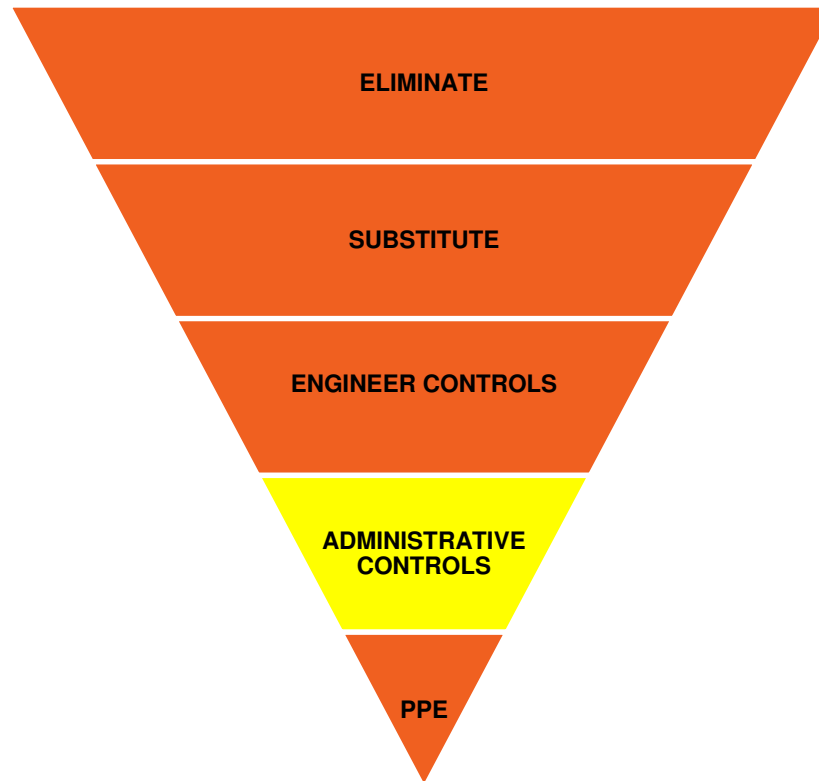 ELIMINATE
SUBSTITUTE
ENGINEER CONTROLS
ADMINISTRATIVE
CONTROLS
PPE